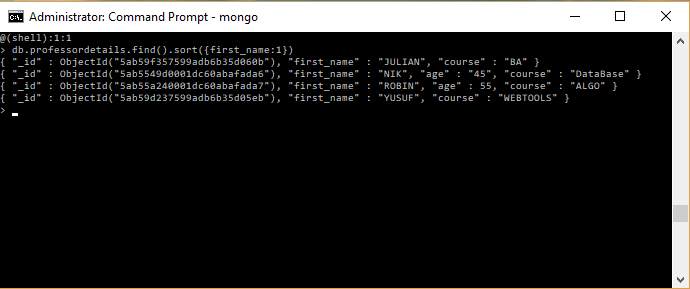 Administrator: Command Prompt - mongo
@(shell):1:1
> db.professordetails.find().sort({first_name:1})
{ "_id" : ObjectId("5ab59f357599adb6b35d060b"), "first_name" : "JULIAN", "course" : "BA" }
{ "_id" : ObjectId("5ab5549d0001dc60abafada6"), "first_name" : "NIK", "age" : "45", "course" : "DataBase" }
{ "_id" : ObjectId("5ab55a240001dc60abafada7"), "first_name" : "ROBIN", "age" : 55, "course" : "ALGO" }
{ "_id" : ObjectId("5ab59d237599adb6b35d05eb"), "first_name" : "YUSUF", "course" : "WEBTOOLS" }
>